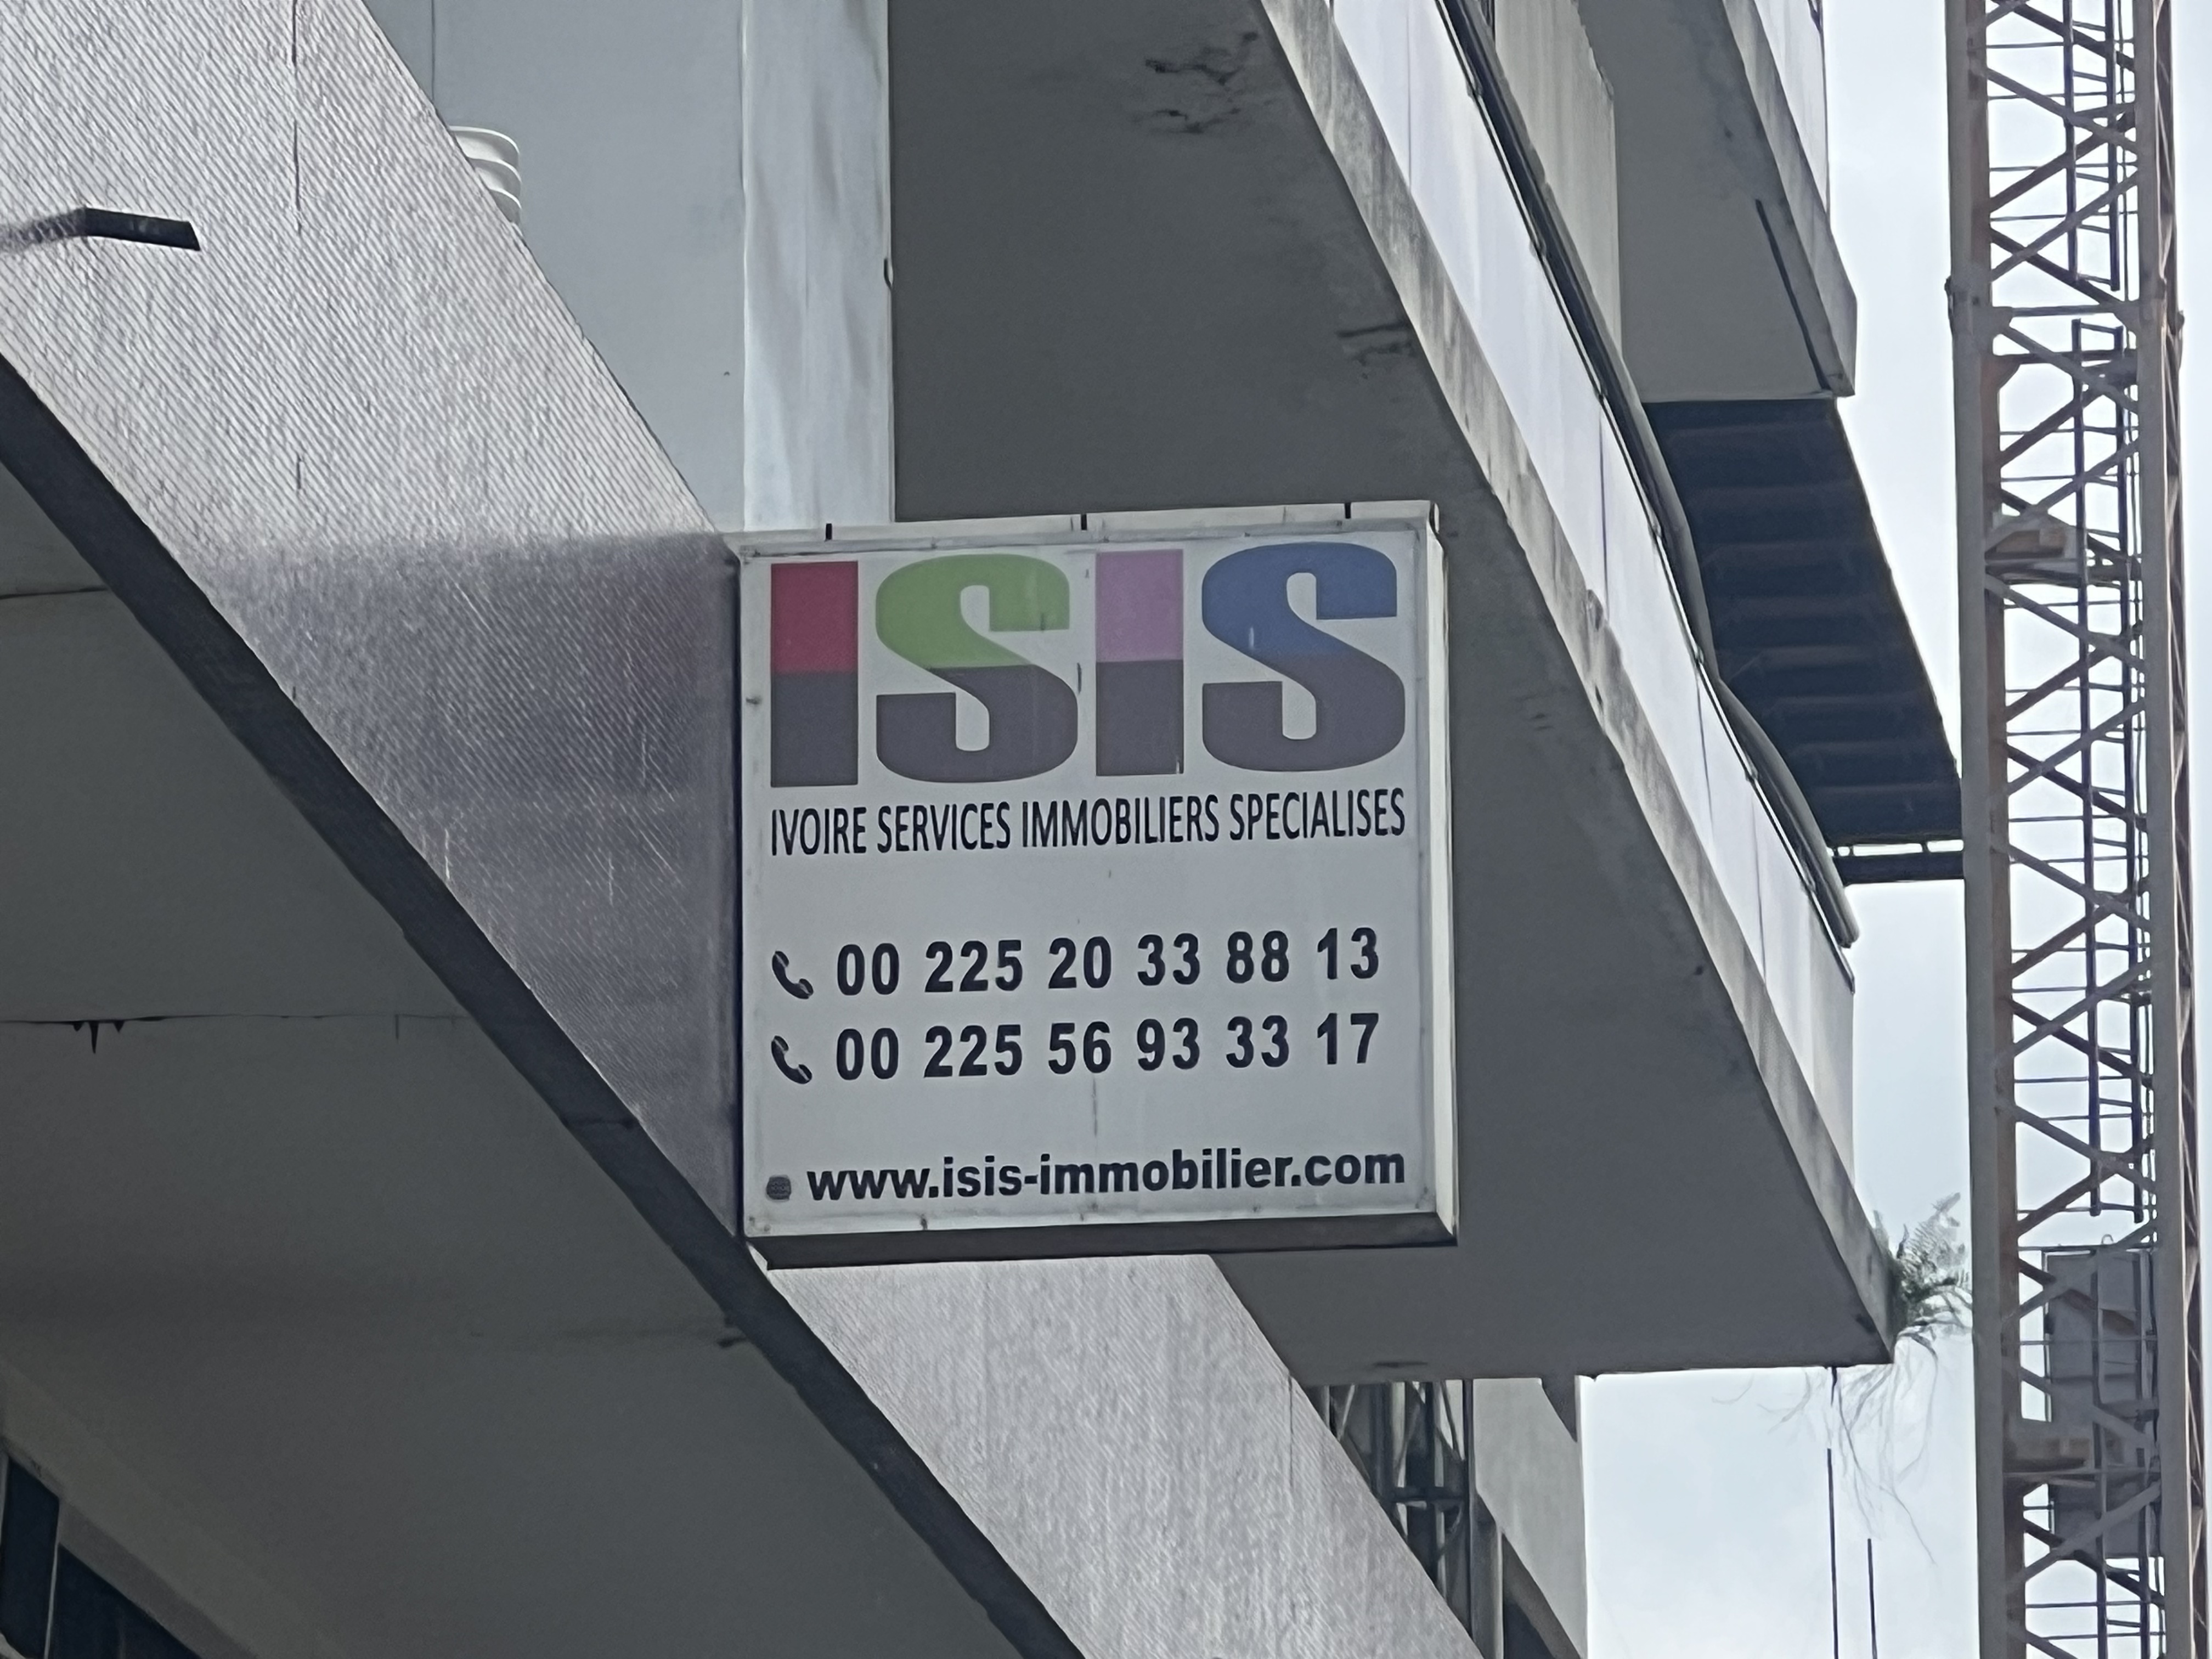 ISIS
IVOIRE SERVICES IMMOBILIERS SPECIALISES
00 225 20 33 88 13
00 225 56 93 33 17
www.isis-immobilier.com